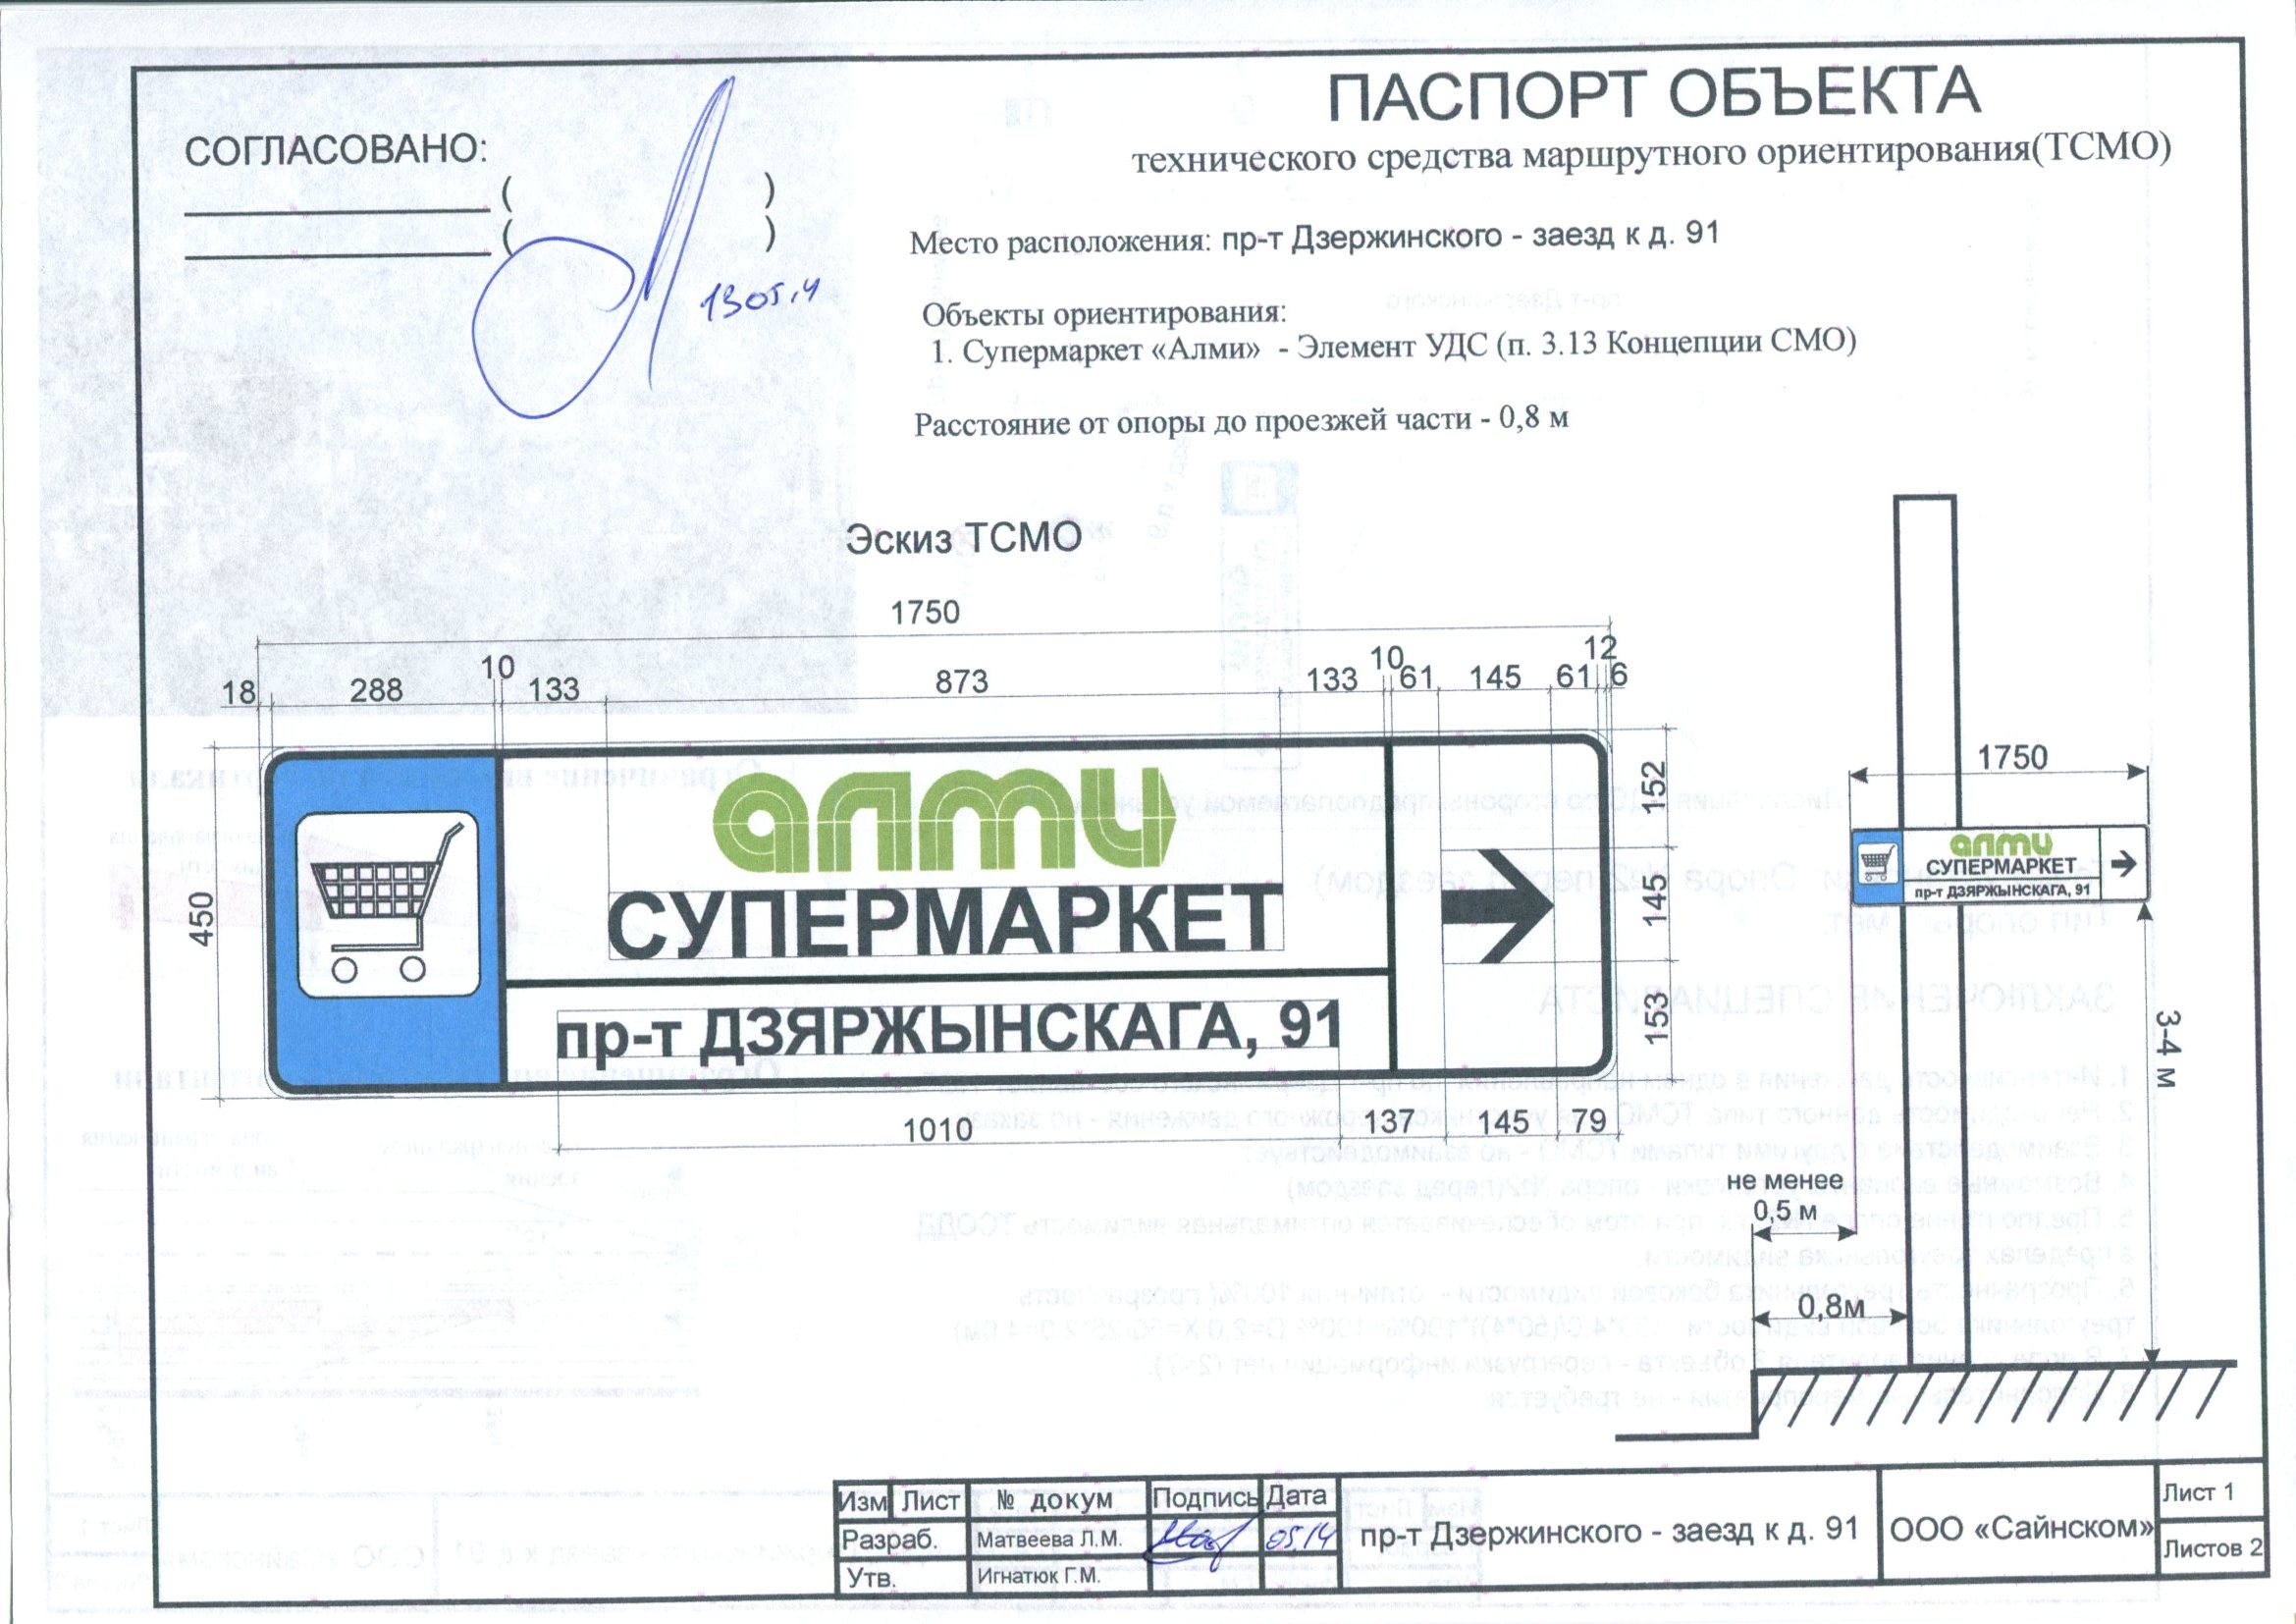 ПАСПОРТ ОБЪЕКТА
технического средства маршрутного ориентирования(ТСМО)
СОГЛАСОВАНО:
( )
( )
13 05.14
Место расположения: пр-т Дзержинского - заезд к д. 91
Объекты ориентирования:
1. Супермаркет «Алми» - Элемент УДС (п. 3.13 Концепции СМО)
Расстояние от опоры до проезжей части - 0,8 м
Эскиз ТСМО
1750
18 288 10 133 873 133 10 61 145 61 12 6
450
алми
СУПЕРМАРКЕТ
пр-т ДЗЯРЖЫНСКАГА, 91
152
145
153
1010 137 145 79
1750
алми
СУПЕРМАРКЕТ
пр-т ДЗЯРЖЫНСКАГА, 91
3-4 м
не менее
0,5 м
0,8м
Изм Лист № докум Подпись Дата
Разраб. Матвеева Л.М. 05.14
Утв. Игнатюк Г.М.
пр-т Дзержинского - заезд к д. 91
ООО «Сайнском»
Лист 1
Листов 2